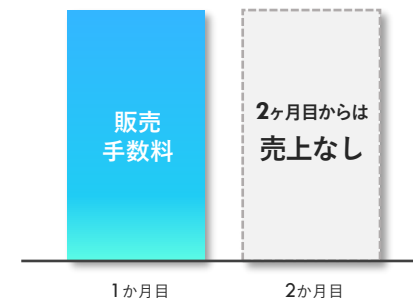 販売
手数料
2ヶ月目からは
売上なし
1か月目
2か月目